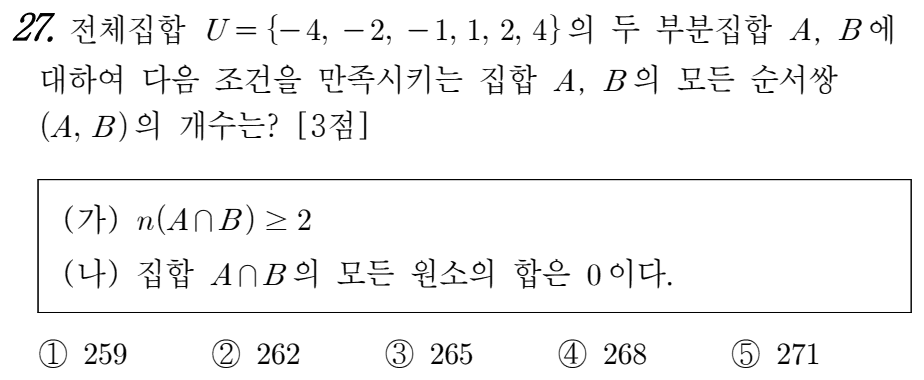 27. 전체집합 U={-4, -2, -1, 1, 2, 4}의 두 부분집합 A, B에
대하여 다음 조건을 만족시키는 집합 A, B의 모든 순서쌍
(A, B)의 개수는? [3점]
(가) n(A∩B) ≥ 2
(나) 집합 A∩B의 모든 원소의 합은 0이다.
① 259 ② 262 ③ 265 ④ 268 ⑤ 271